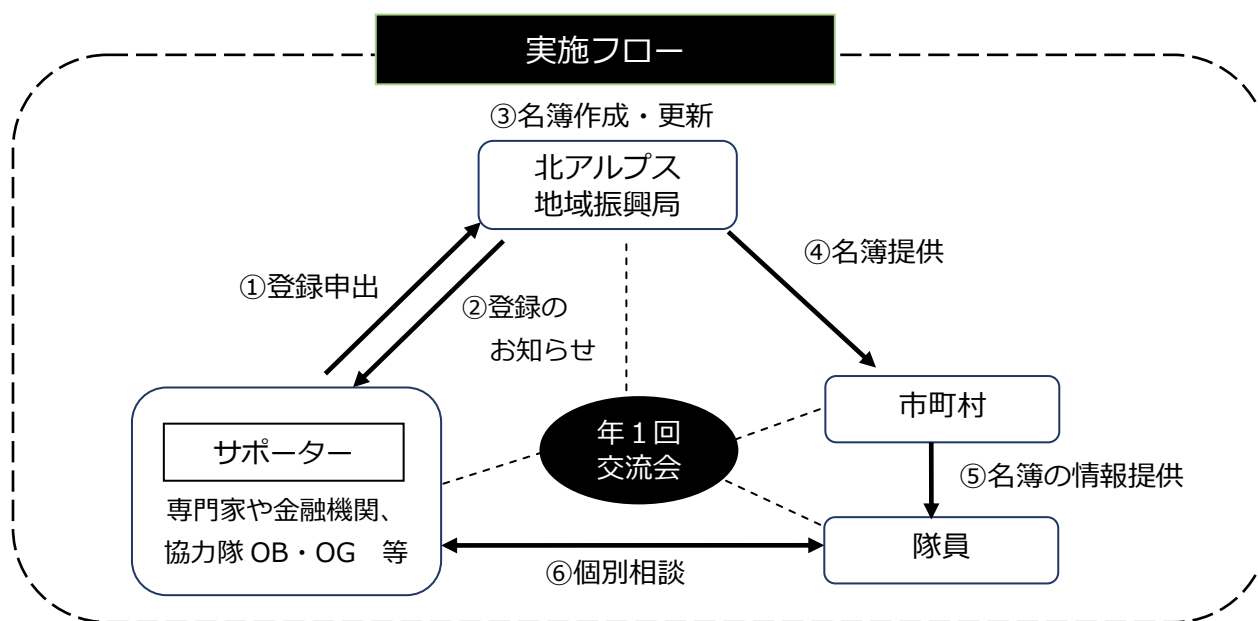 実施フロー
③名簿作成・更新
北アルプス
地域振興局
①登録申出
②登録の
お知らせ
④名簿提供
サポーター
専門家や金融機関、
協力隊 OB・OG　等
年１回
交流会
市町村
⑤名簿の情報提供
隊員
⑥個別相談